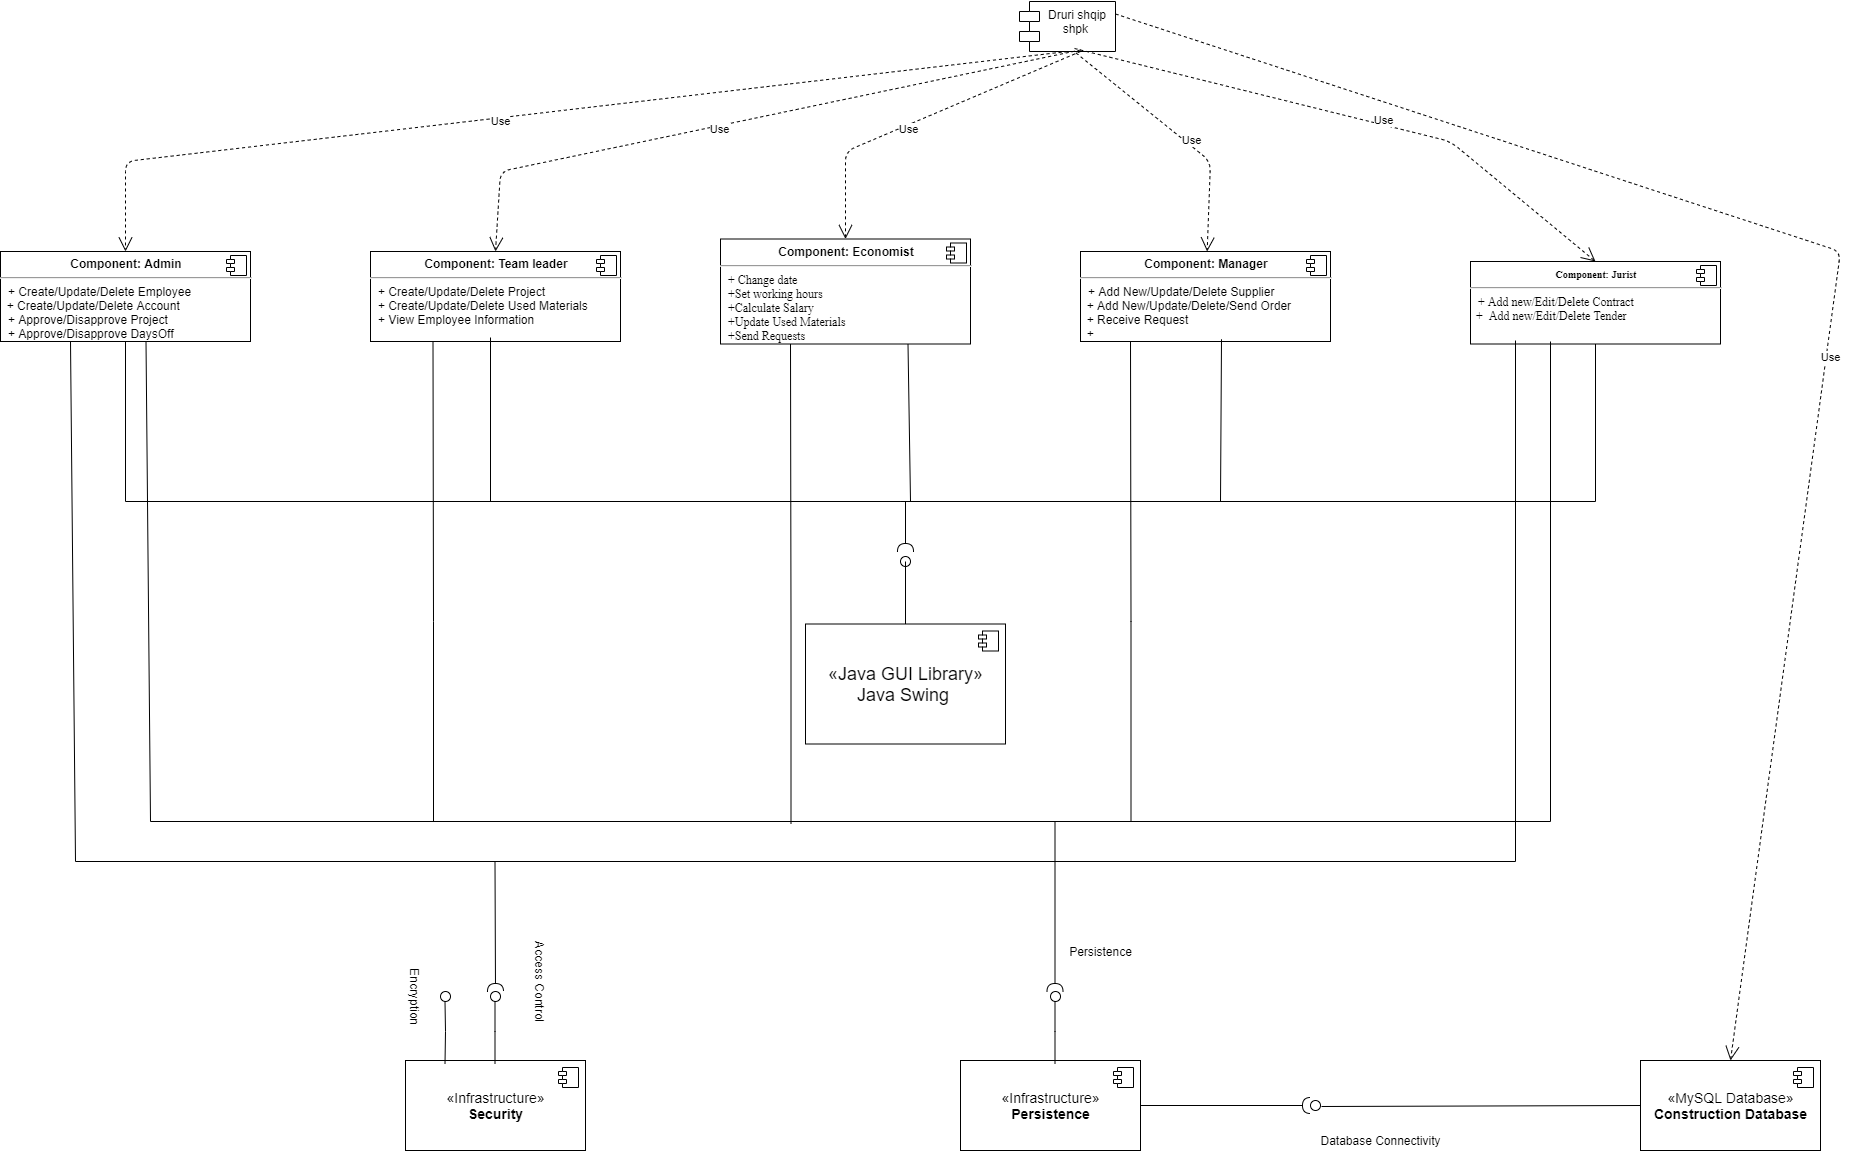 Druri shqip
shpk
Use
Use
Use
Use
Use
Use
Component: Admin
+ Create/Update/Delete Employee
+ Create/Update/Delete Account
+ Approve/Disapprove Project
+ Approve/Disapprove DaysOff
Component: Team leader
+ Create/Update/Delete Project
+ Create/Update/Delete Used Materials
+ View Employee Information
Component: Economist
+ Change date
+Set working hours
+Calculate Salary
+Update Used Materials
+Send Requests
Component: Manager
+ Add New/Update/Delete Supplier
+ Add New/Update/Delete/Send Order
+ Receive Request
+
Component: Jurist
+ Add new/Edit/Delete Contract
+ Add new/Edit/Delete Tender
«Java GUI Library»
Java Swing
Encryption
Access Control
Persistence
«Infrastructure»
Security
«Infrastructure»
Persistence
Database Connectivity
«MySQL Database»
Construction Database